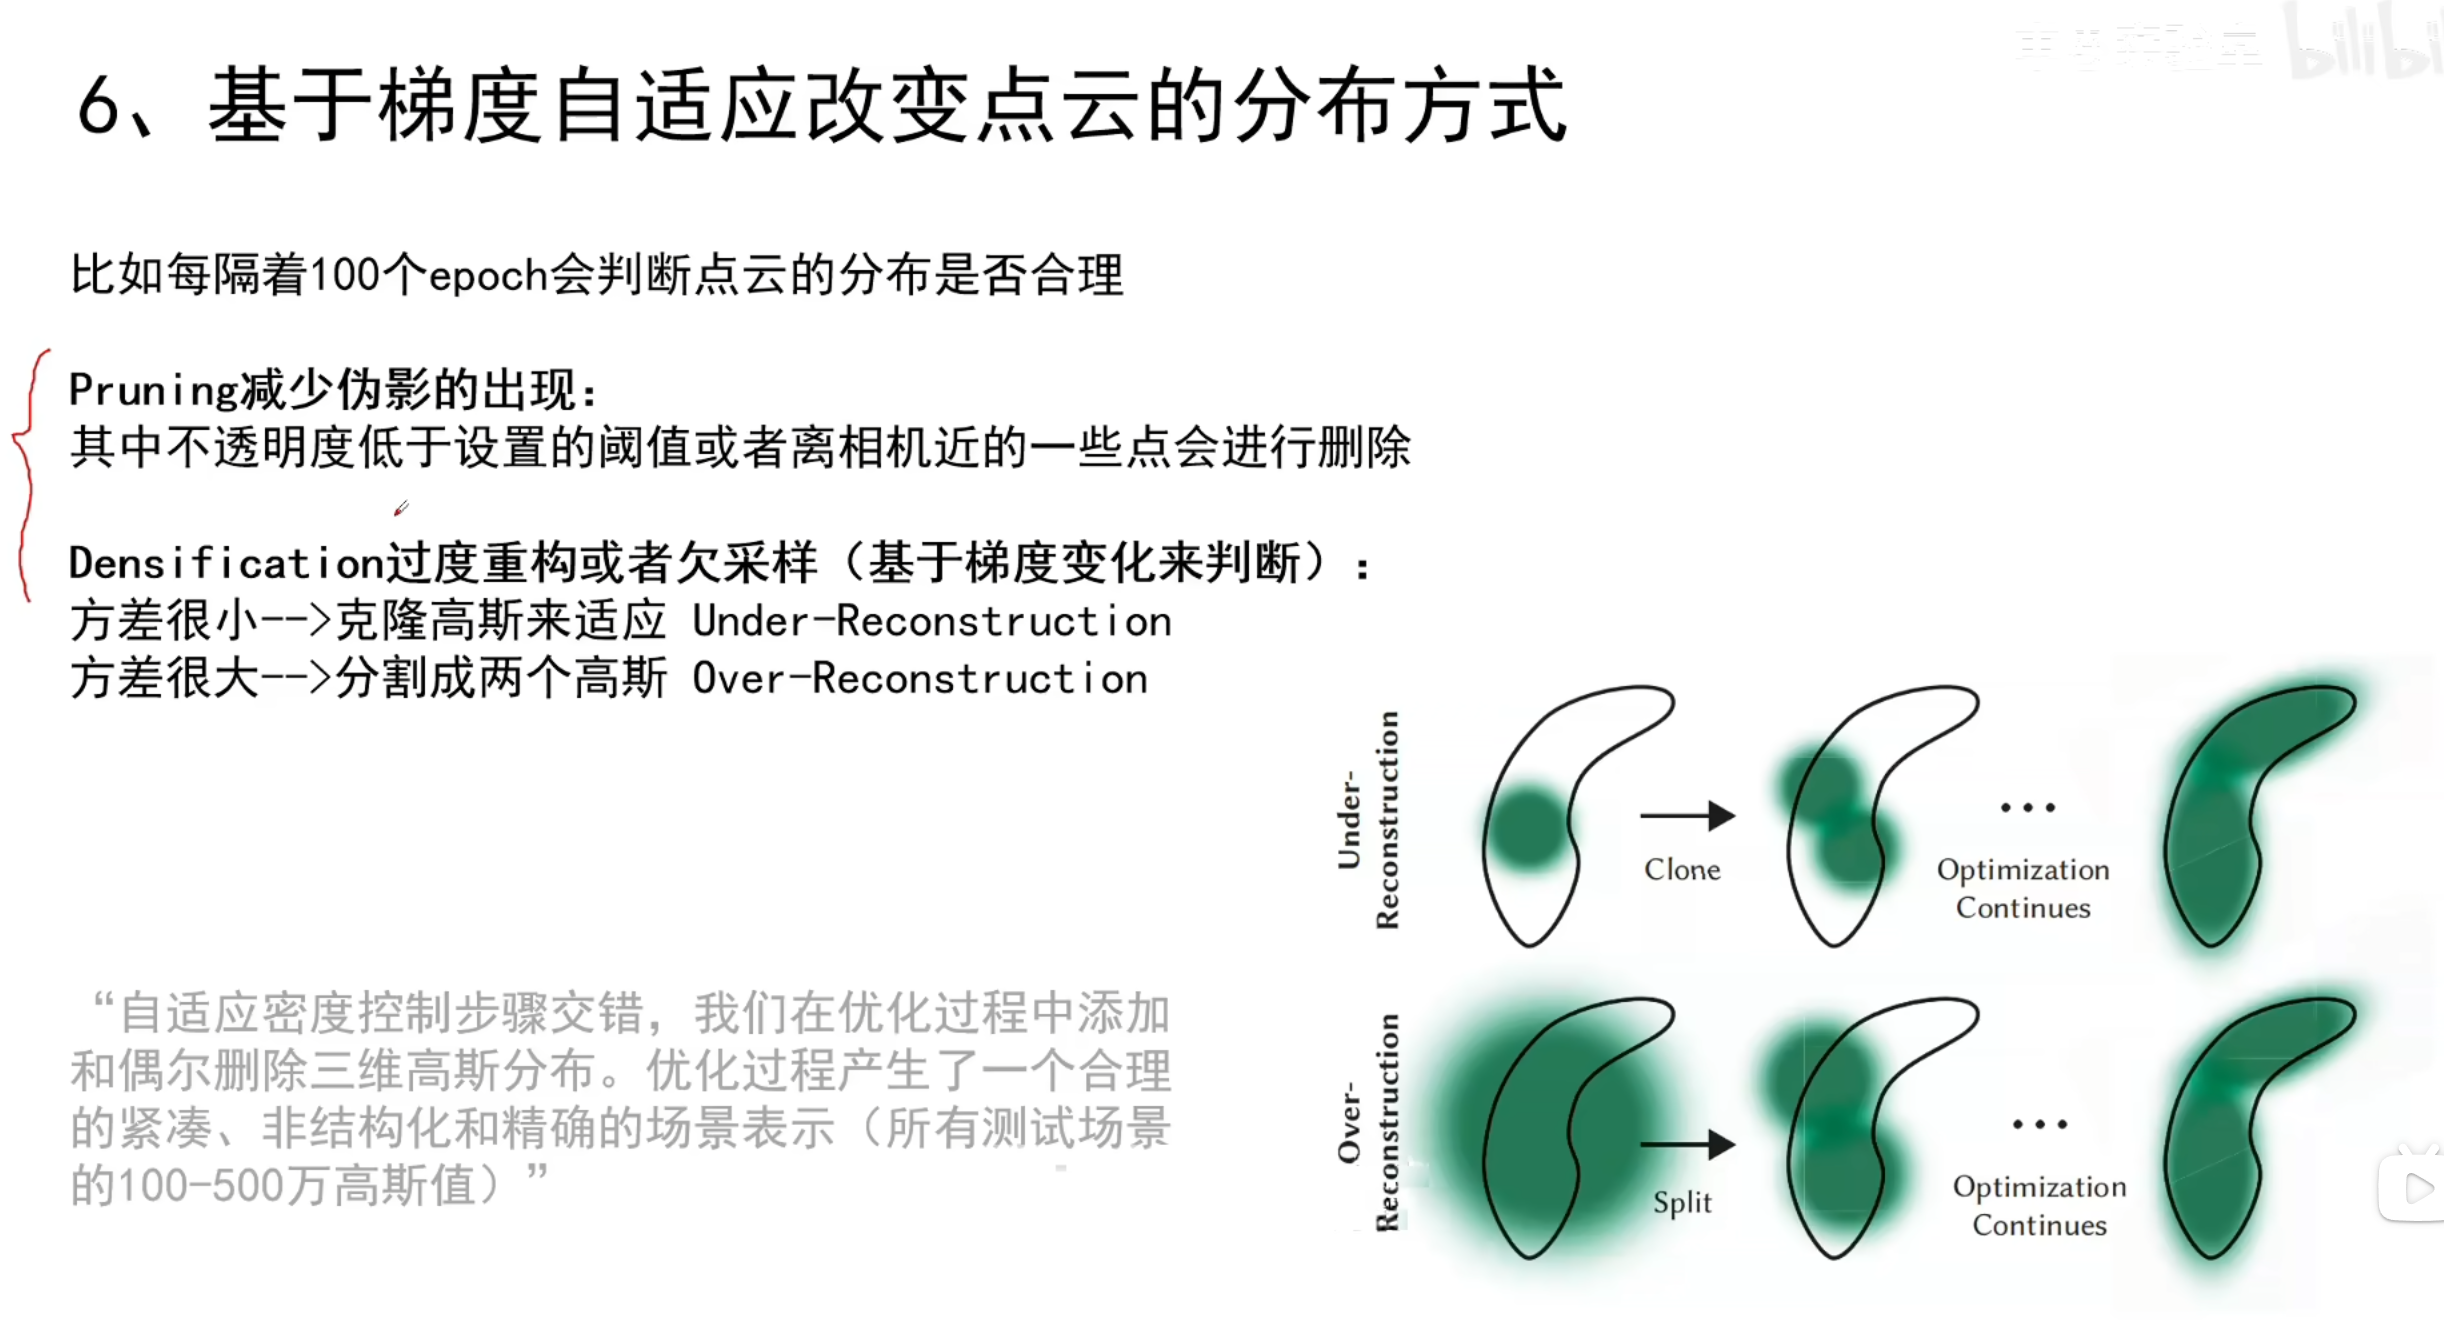 6、基于梯度自适应改变点云的分布方式
比如每隔着100个epoch会判断点云的分布是否合理
Pruning减少伪影的出现：
其中不透明度低于设置的阈值或者离相机近的一些点会进行删除
Densification过度重构或者欠采样（基于梯度变化来判断）：
方差很小-->克隆高斯来适应 Under-Reconstruction
方差很大-->分割成两个高斯 Over-Reconstruction
“自适应密度控制步骤交错，我们在优化过程中添加
和偶尔删除三维高斯分布。优化过程产生了一个合理
的紧凑、非结构化和精确的场景表示（所有测试场景
的100-500万高斯值）”
Under-
Reconstruction
Clone
...
Optimization
Continues
Over-
Reconstruction
Split
...
Optimization
Continues